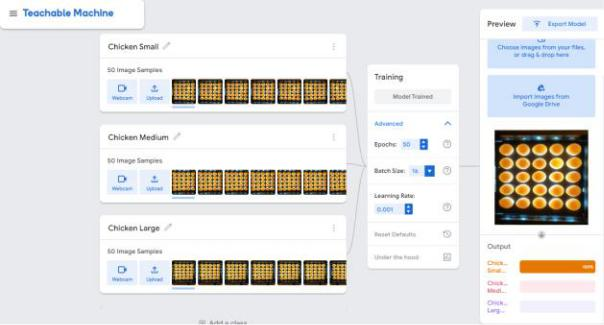 Teachable Machine
Chicken Small
50 Image Samples
Webcam
Upload
Chicken Medium
50 Image Samples
Webcam
Upload
Chicken Large
50 Image Samples
Webcam
Upload
Add a class
Training
Model Trained
Advanced
Epochs: 50
Batch Size: 16
Learning Rate:
0.001
Reset Defaults
Under the hood
Preview
Export Model
Choose images from your files,
or drag & drop here
Import images from
Google Drive
Output
Chick...
Smal...
Chick...
Medi...
Chick...
Larg...